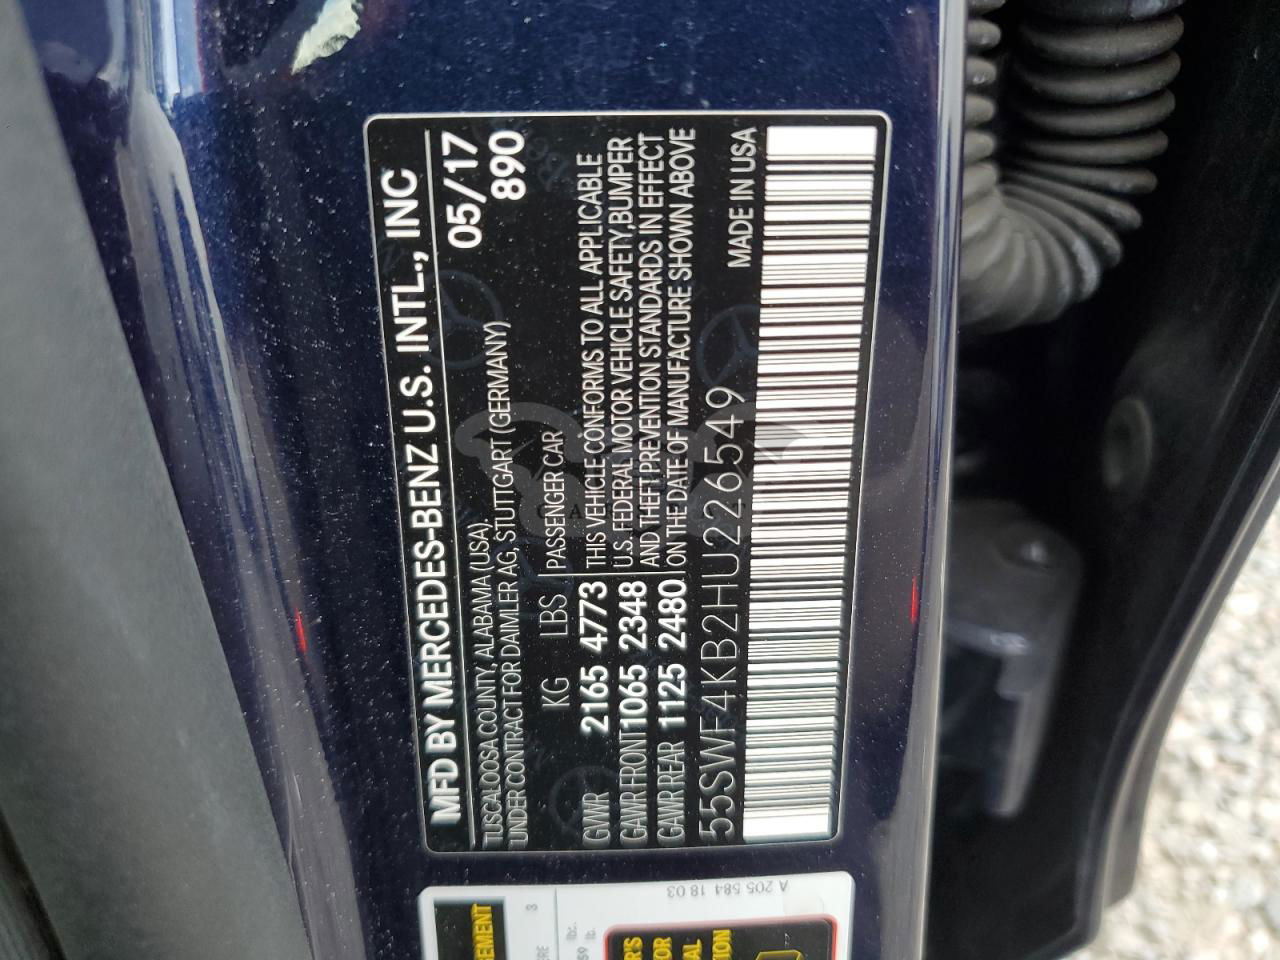 MFD BY MERCEDES-BENZ U.S. INTL., INC
TUSCALOOSA COUNTY, ALABAMA (USA).
05/17
UNDER CONTRACT FOR DAIMLER AG, STUTTGART (GERMANY)
890
KG LBS PASSENGER CAR
GVWR 2165 4773 THIS VEHICLE CONFORMS TO ALL APPLICABLE
GAWR FRONT 1065 2348 U.S. FEDERAL MOTOR VEHICLE SAFETY, BUMPER
AND THEFT PREVENTION STANDARDS IN EFFECT
GAWR REAR 1125 2480 ON THE DATE OF MANUFACTURE SHOWN ABOVE
55SWF4KB2HU226549 MADE IN USA
A 205 584 18 03